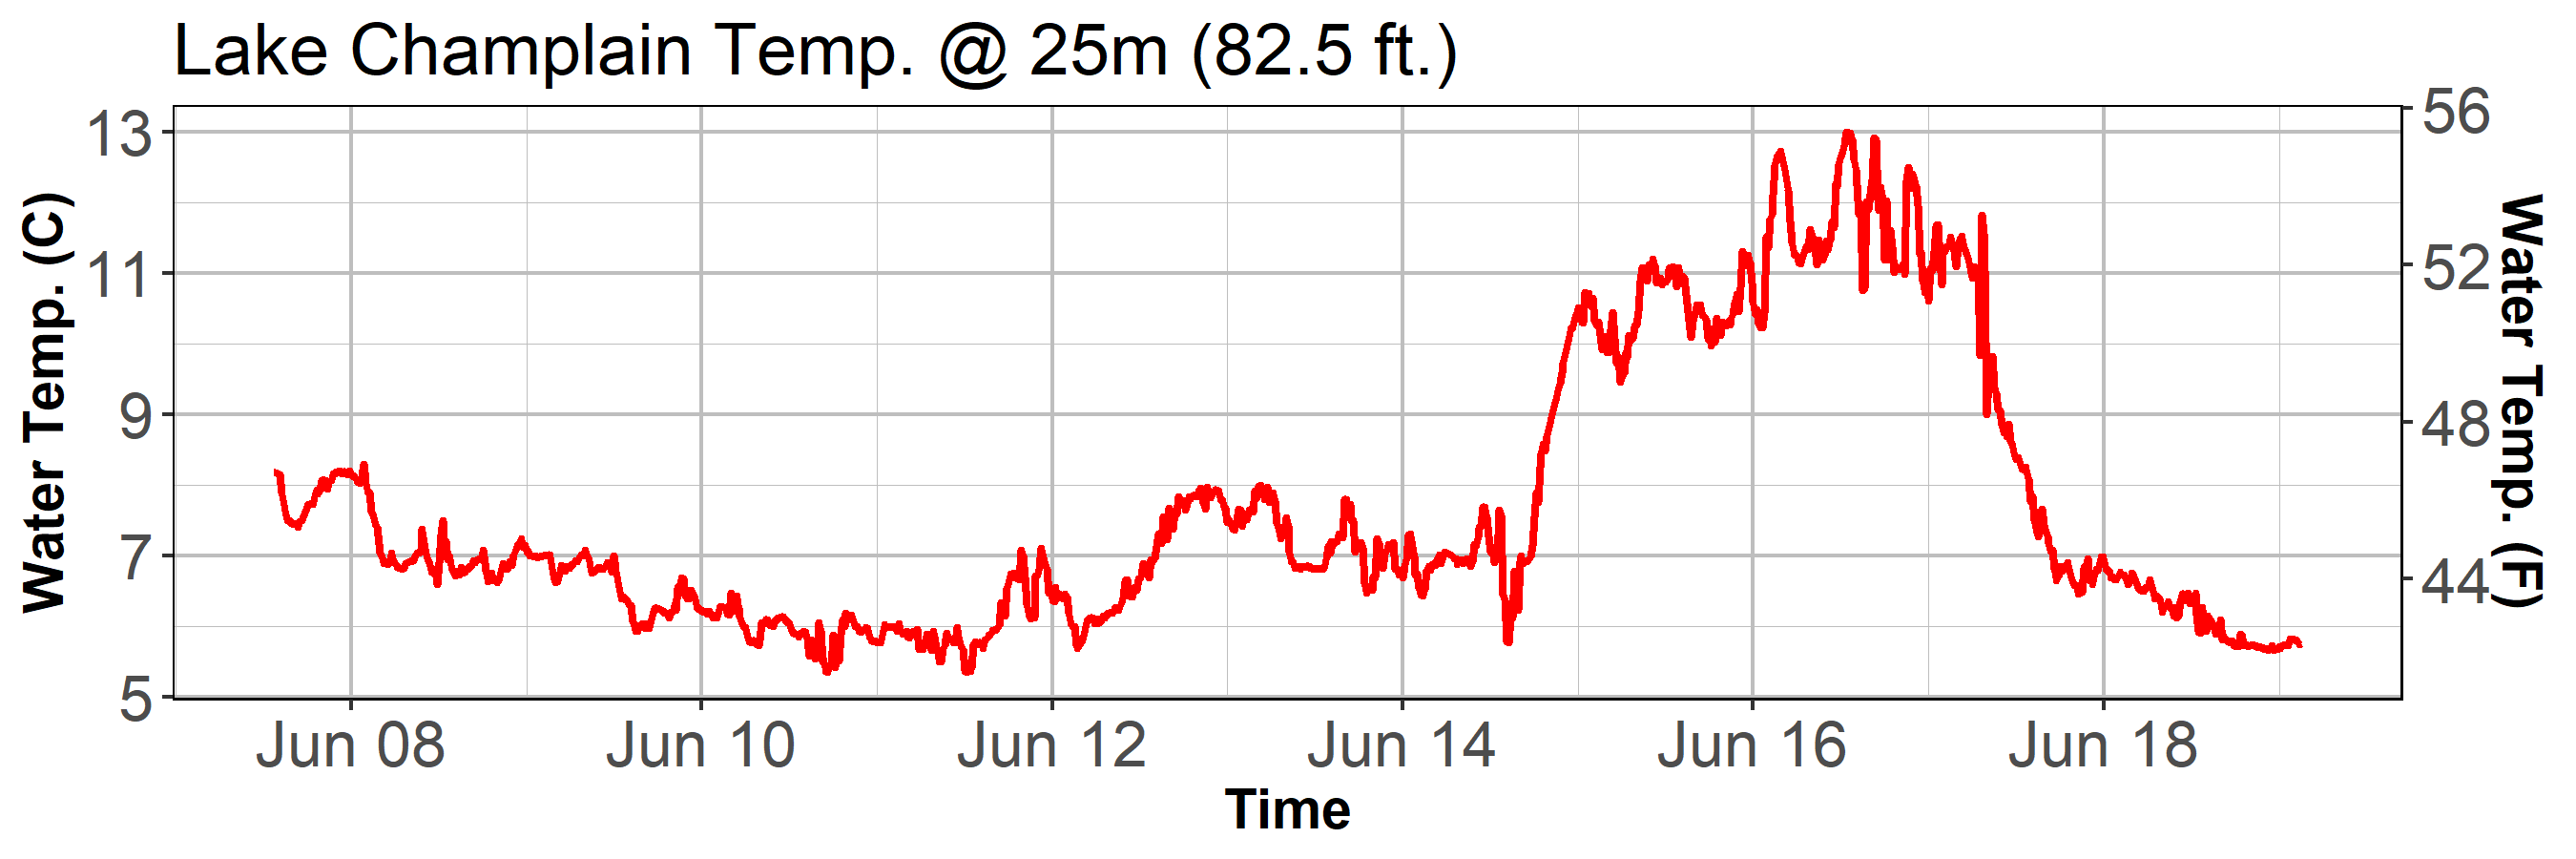 Lake Champlain Temp. @ 25m (82.5 ft.)
Water Temp. (C)
13
11
9
7
5
56
52
48
44
Water Temp. (F)
Jun 08 Jun 10 Jun 12 Jun 14 Jun 16 Jun 18
Time